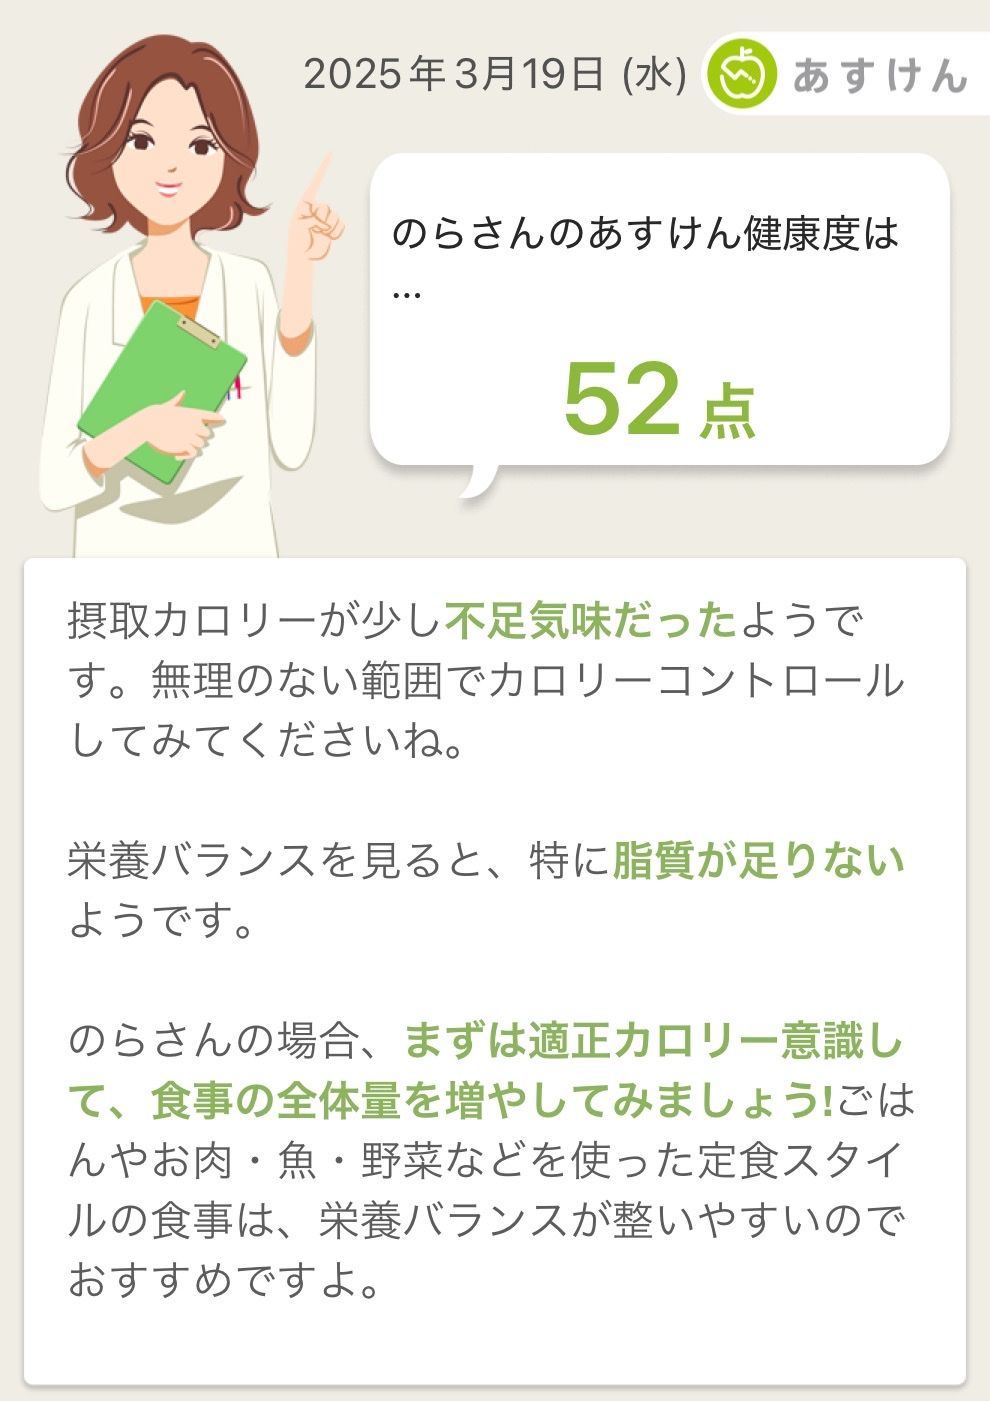 2025年3月19日 (水)
あすけん
のらさんのあすけん健康度は
...
52点
摂取カロリーが少し不足気味だったようで
す。無理のない範囲でカロリーコントロール
してみてくださいね。
栄養バランスを見ると、特に脂質が足りない
ようです。
のらさんの場合、まずは適正カロリー意識し
て、食事の全体量を増やしてみましょう!ごは
んやお肉・魚・野菜などを使った定食スタイ
ルの食事は、栄養バランスが整いやすいので
おすすめですよ。